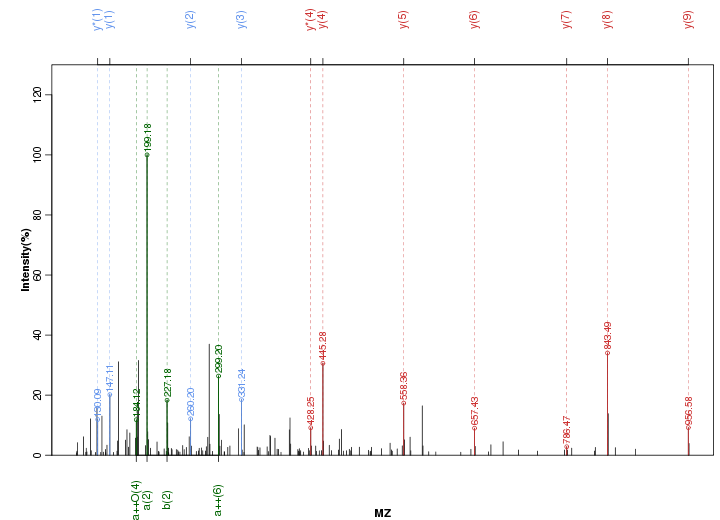 y*(1)
y(1)
y(2)
y(3)
y*(4)
y(4)
y(5)
y(6)
y(7)
y(8)
y(9)
Intensity(%)
0
20
40
60
80
100
120
130.09
147.11
184.12
199.18
227.18
260.20
299.20
331.24
428.25
445.28
558.36
657.43
786.47
843.49
956.58
a++O(4)
a(2)
b(2)
a++(6)
MZ